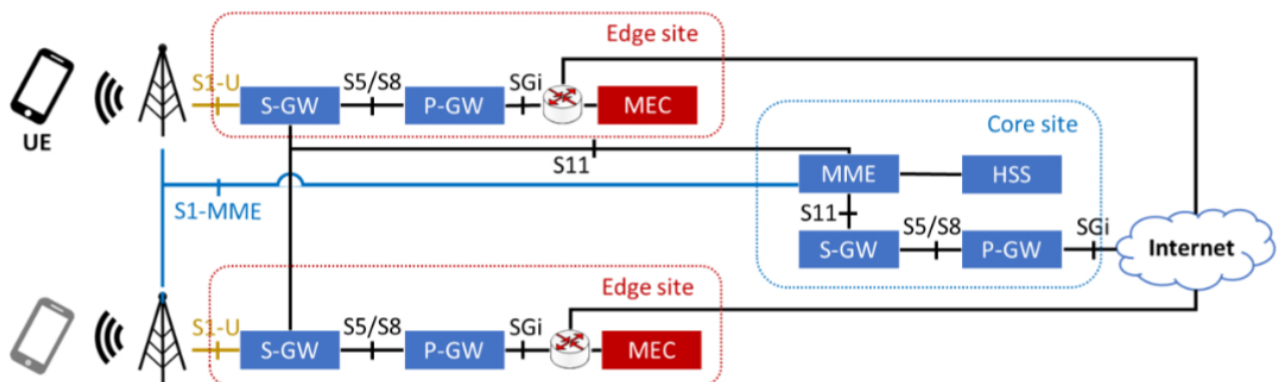 Edge site
S1-U
S-GW
S5/S8
P-GW
SGi
MEC
UE
Core site
S11
MME
HSS
S1-MME
S11
S-GW
S5/S8
P-GW
SGi
Internet
Edge site
S1-U
S-GW
S5/S8
P-GW
SGi
MEC